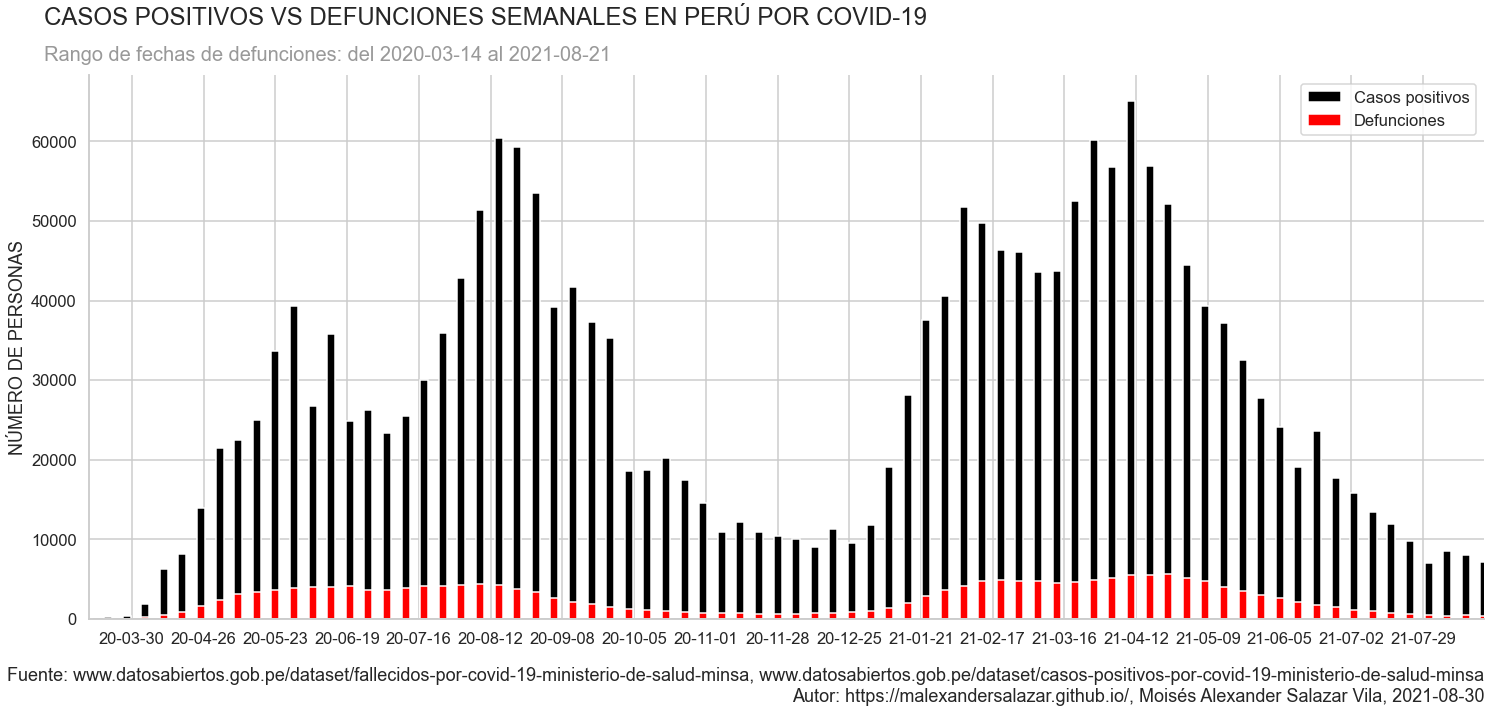 CASOS POSITIVOS VS DEFUNCIONES SEMANALES EN PERÚ POR COVID-19
Rango de fechas de defunciones: del 2020-03-14 al 2021-08-21
Casos positivos
Defunciones
NÚMERO DE PERSONAS
60000
50000
40000
30000
20000
10000
0
20-03-30 20-04-26 20-05-23 20-06-19 20-07-16 20-08-12 20-09-08 20-10-05 20-11-01 20-11-28 20-12-25 21-01-21 21-02-17 21-03-16 21-04-12 21-05-09 21-06-05 21-07-02 21-07-29
Fuente: www.datosabiertos.gob.pe/dataset/fallecidos-por-covid-19-ministerio-de-salud-minsa, www.datosabiertos.gob.pe/dataset/casos-positivos-por-covid-19-ministerio-de-salud-minsa
Autor: https://malexandersalazar.github.io/, Moisés Alexander Salazar Vila, 2021-08-30